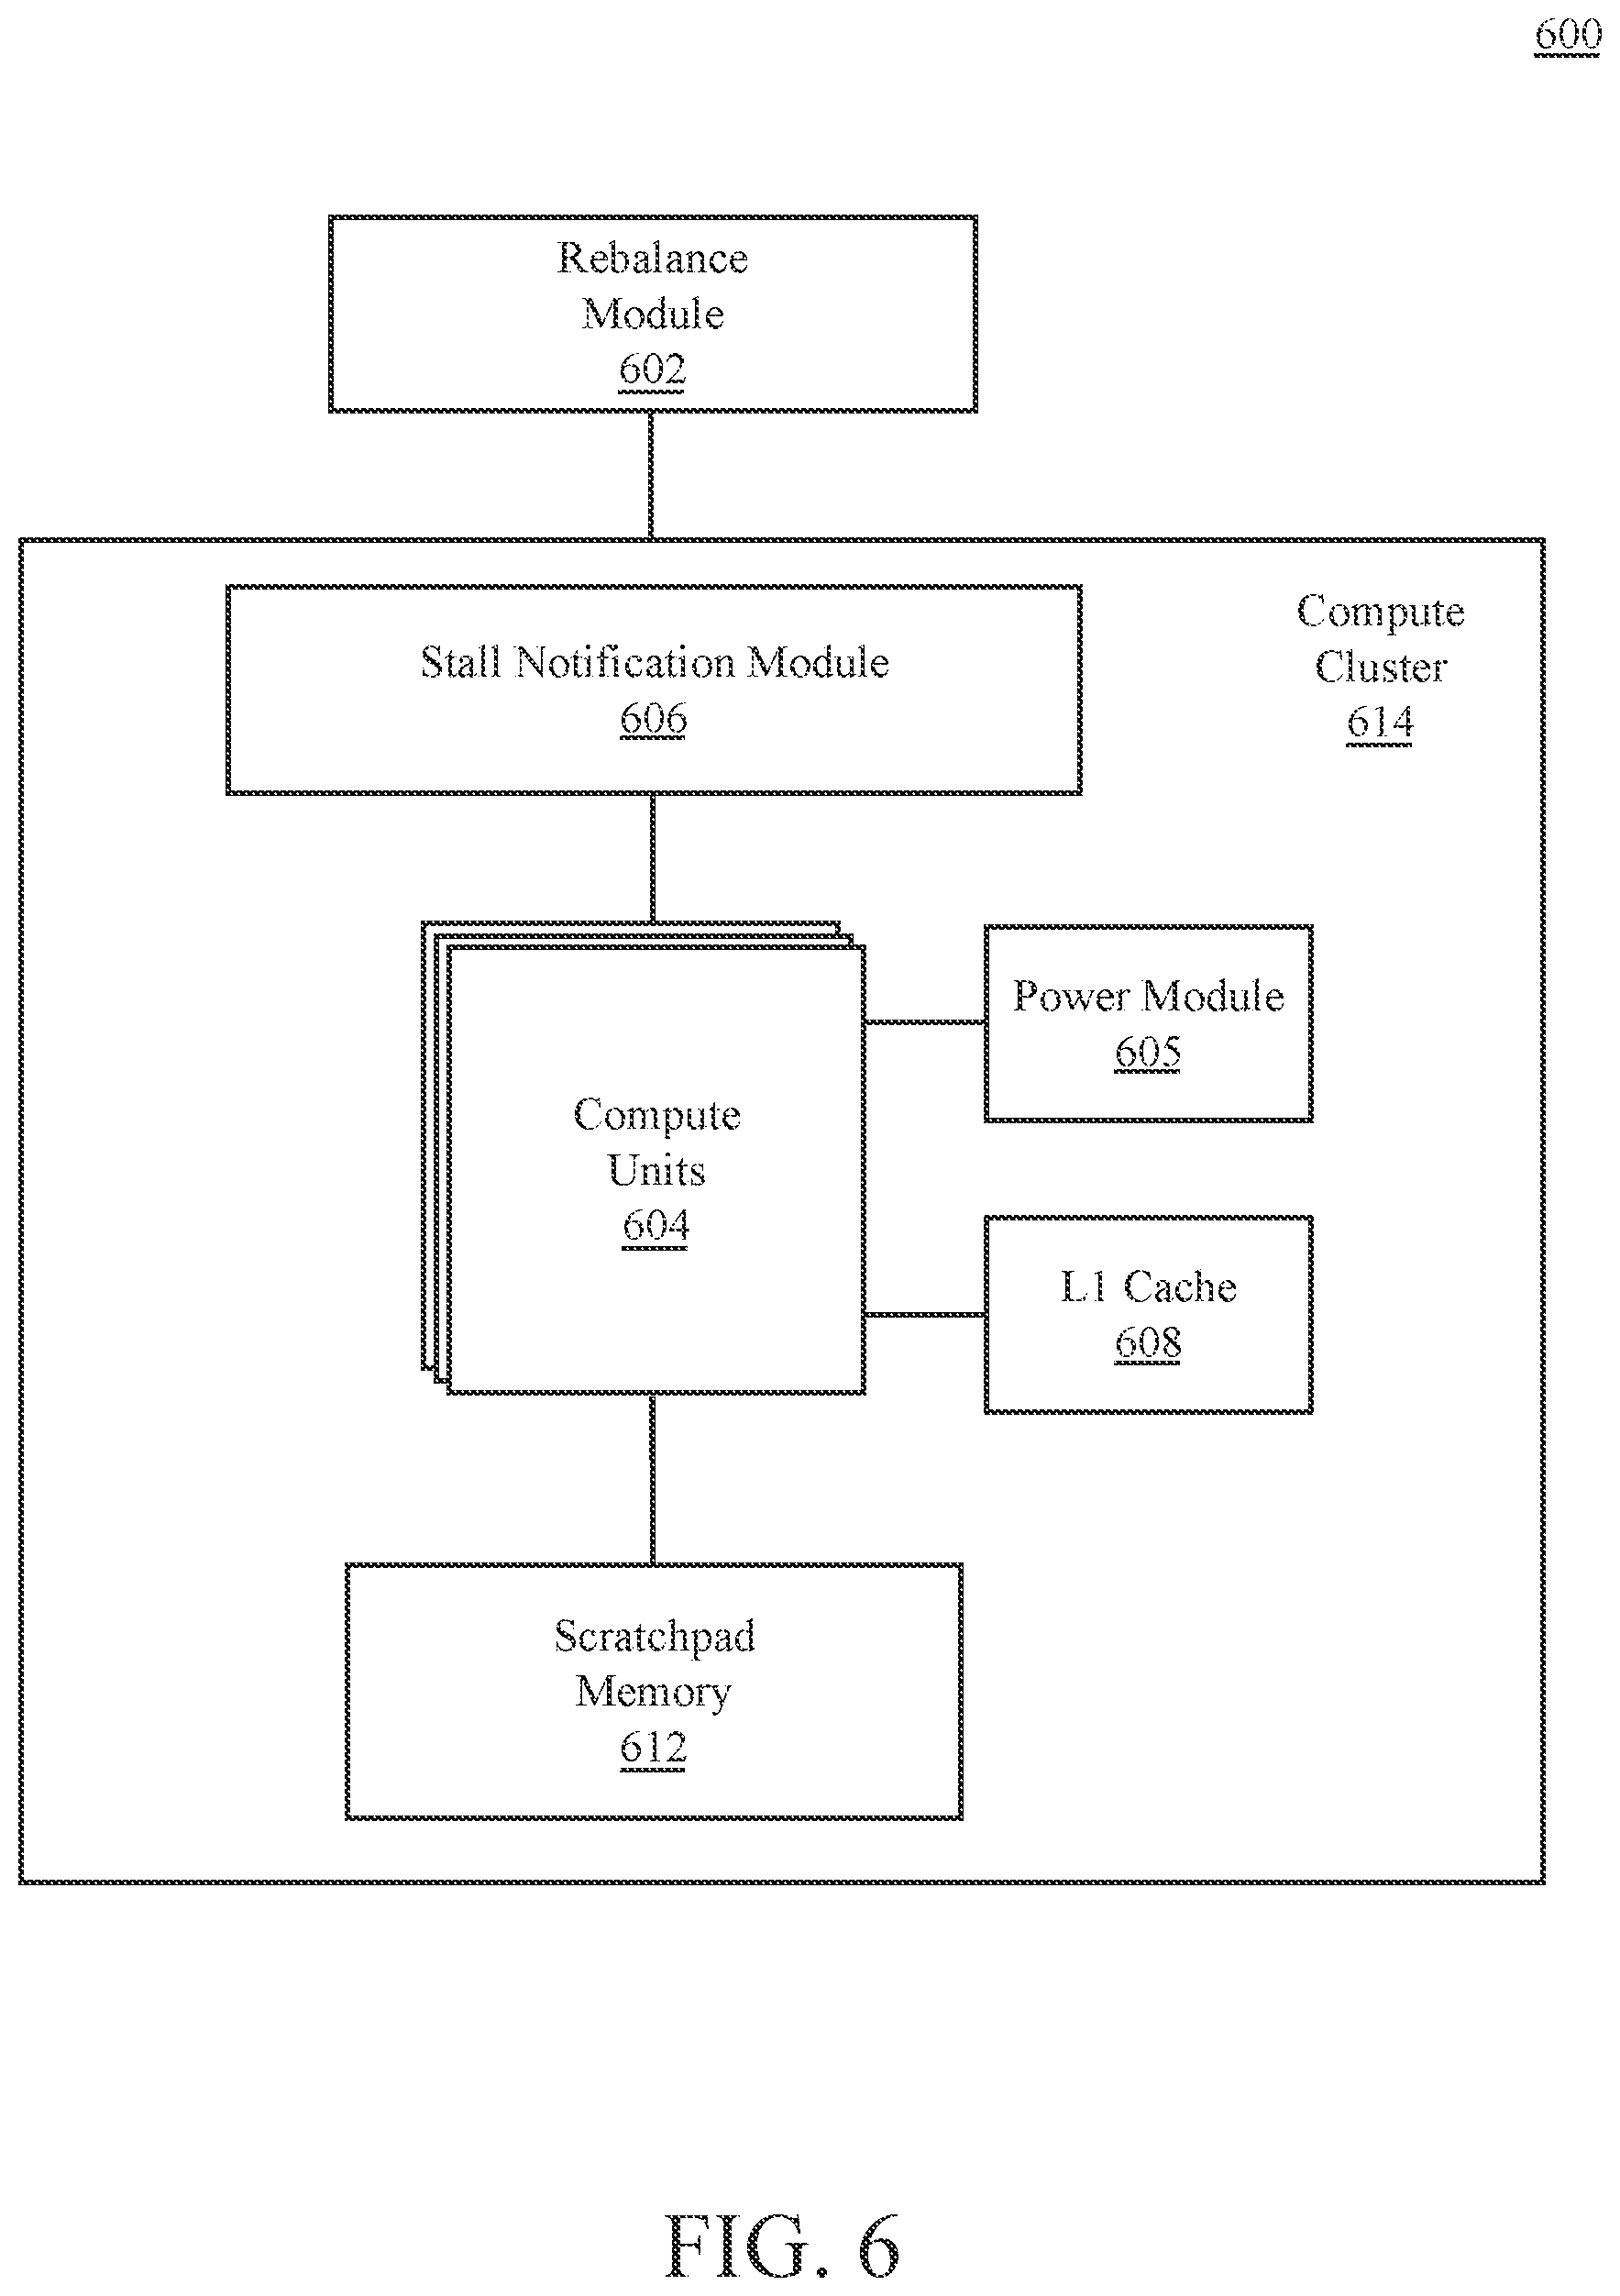 600
Rebalance
Module
602
Stall Notification Module
606
Compute
Cluster
614
Compute
Units
604
Power Module
605
L1 Cache
608
Scratchpad
Memory
612
FIG. 6